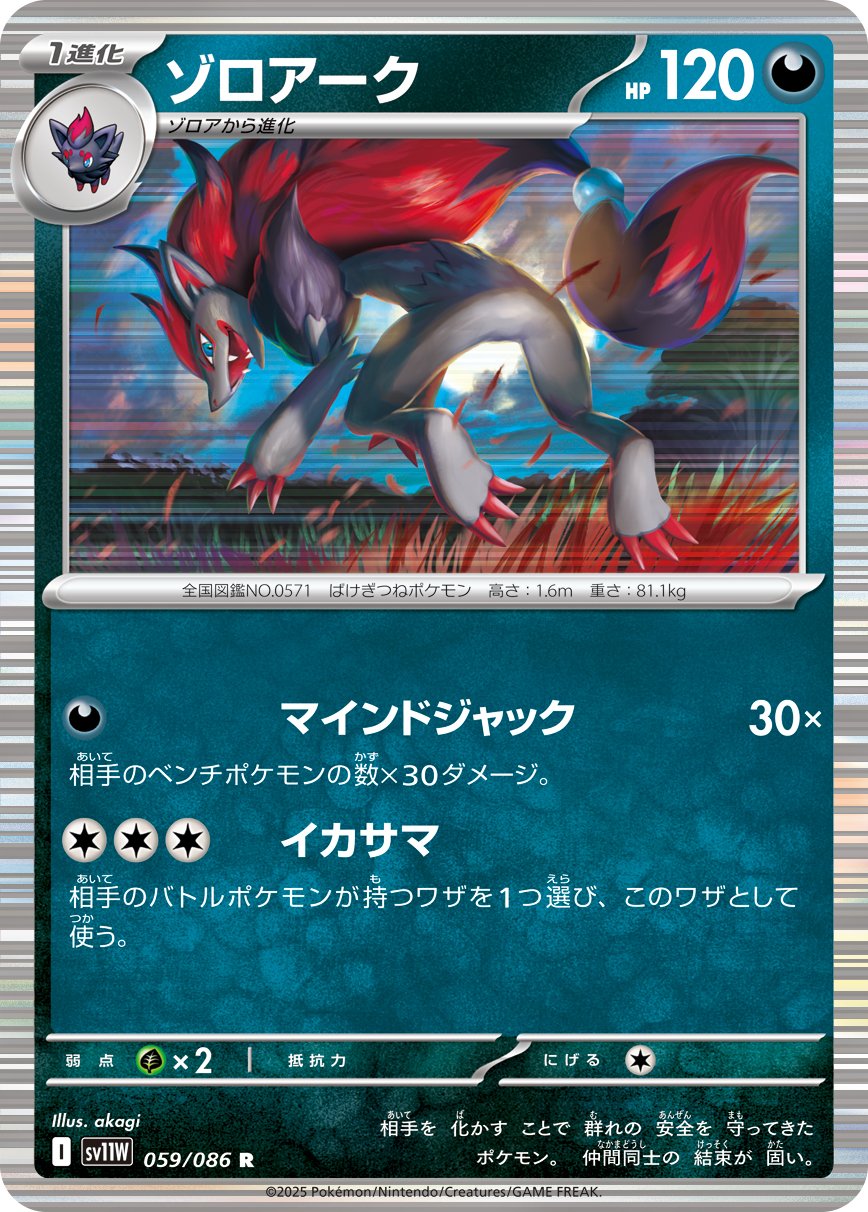 1進化
ゾロアーク
HP 120
ゾロアから進化
全国図鑑NO.0571 ばけぎつねポケモン 高さ:1.6m 重さ:81.1kg
マインドジャック 30×
相手のベンチポケモンの数×30ダメージ。
イカサマ
相手のバトルポケモンが持つワザを1つ選び、このワザとして
使う。
弱点 ×2 抵抗力 にげる
Illus. akagi
相手を 化かす ことで 群れの 安全を 守ってきた
ポケモン。 仲間同士の 結束が 固い。
I sv11W 059/086 R
©2025 Pokémon/Nintendo/Creatures/GAME FREAK.